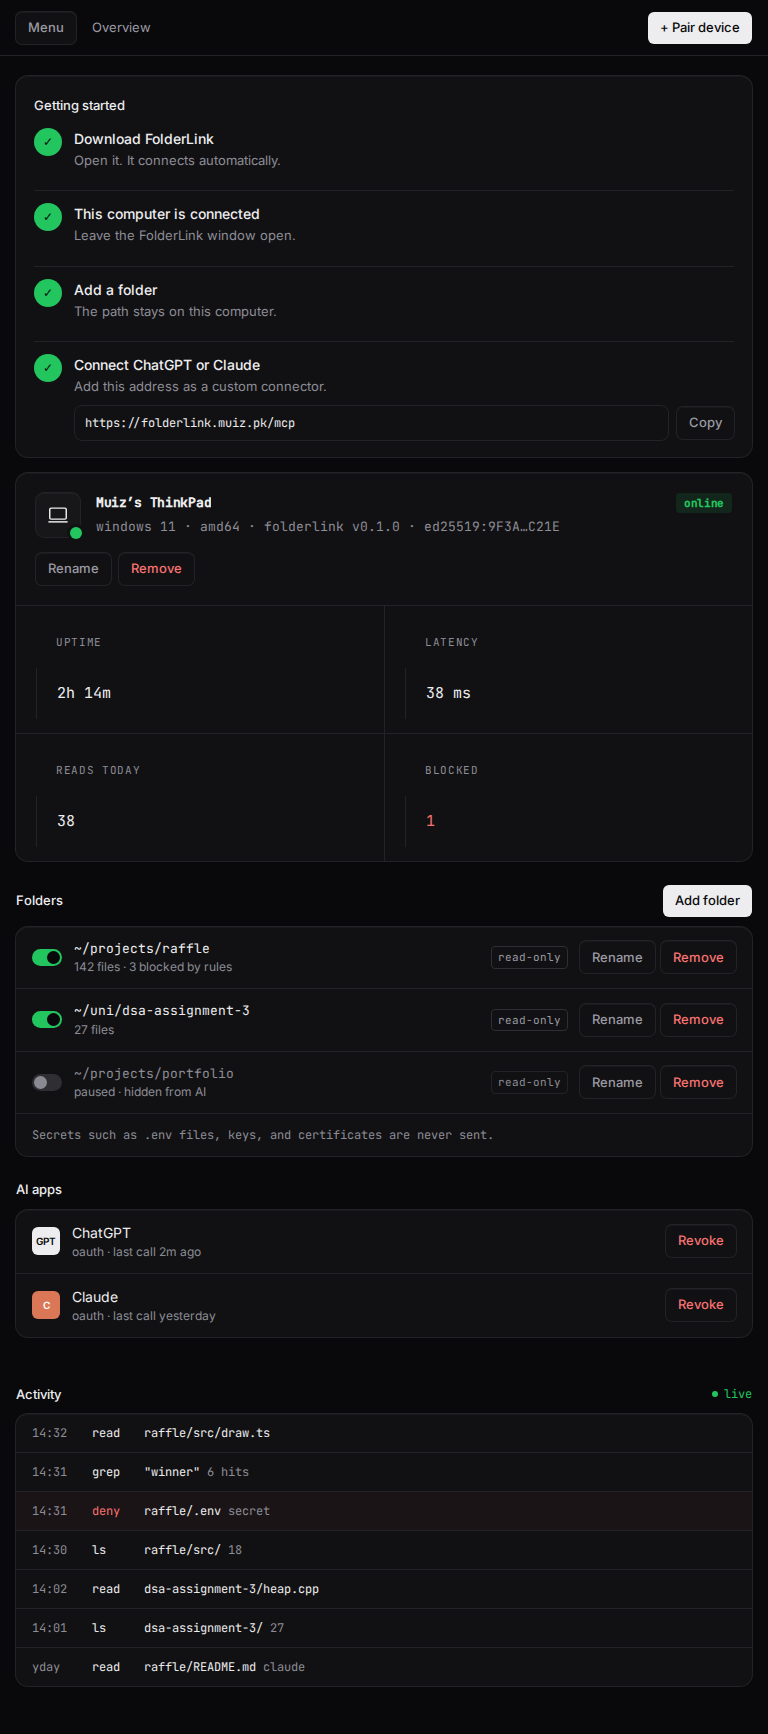 Menu Overview + Pair device
Getting started
✓ Download FolderLink
Open it. It connects automatically.
✓ This computer is connected
Leave the FolderLink window open.
✓ Add a folder
The path stays on this computer.
✓ Connect ChatGPT or Claude
Add this address as a custom connector.
https://folderlink.muiz.pk/mcp Copy
Muiz’s ThinkPad online
windows 11 · amd64 · folderlink v0.1.0 · ed25519:9F3A…C21E
Rename Remove
UPTIME LATENCY
2h 14m 38 ms
READS TODAY BLOCKED
38 1
Folders Add folder
~/projects/raffle read-only Rename Remove
142 files · 3 blocked by rules
~/uni/dsa-assignment-3 read-only Rename Remove
27 files
~/projects/portfolio read-only Rename Remove
paused · hidden from AI
Secrets such as .env files, keys, and certificates are never sent.
AI apps
GPT ChatGPT Revoke
oauth · last call 2m ago
C Claude Revoke
oauth · last call yesterday
Activity live
14:32 read raffle/src/draw.ts
14:31 grep "winner" 6 hits
14:31 deny raffle/.env secret
14:30 ls raffle/src/ 18
14:02 read dsa-assignment-3/heap.cpp
14:01 ls dsa-assignment-3/ 27
yday read raffle/README.md claude